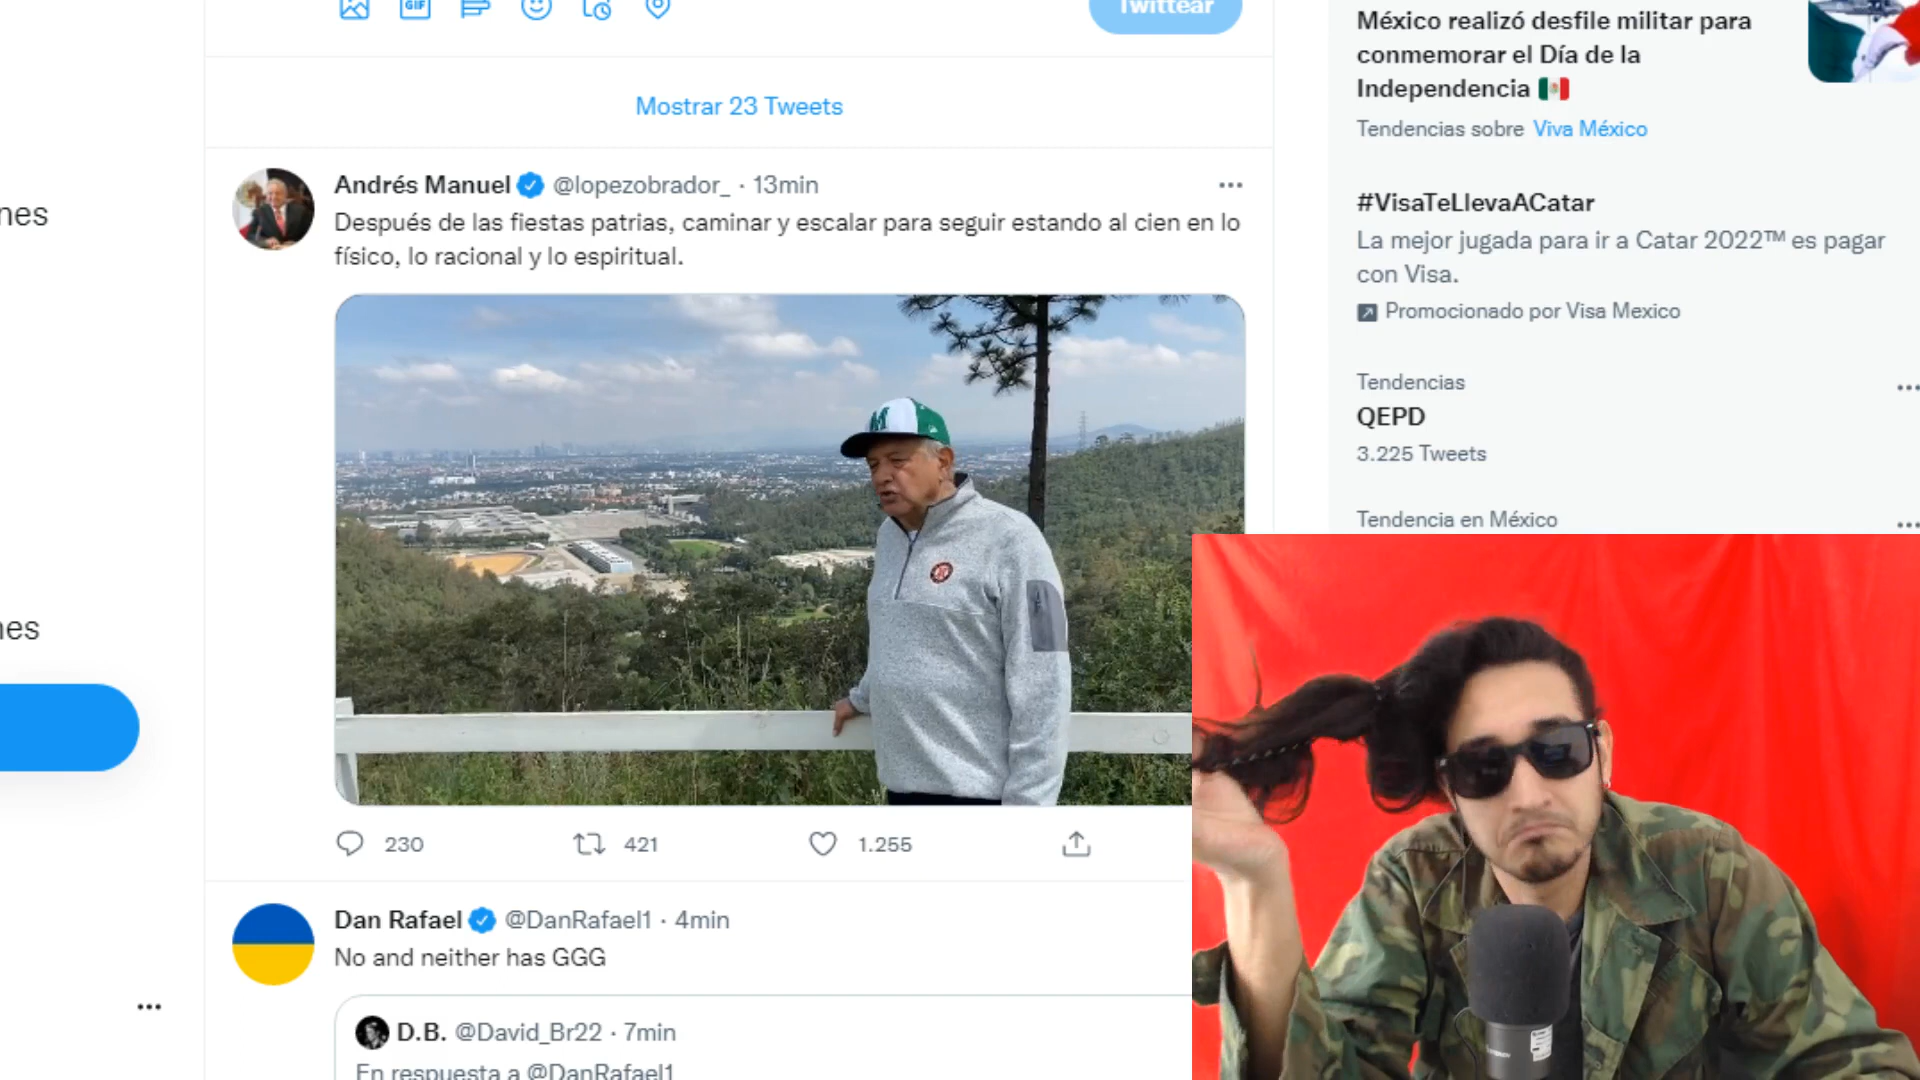 GIF
Twittear
Mostrar 23 Tweets
Andrés Manuel @lopezobrador_ · 13min
Después de las fiestas patrias, caminar y escalar para seguir estando al cien en lo
físico, lo racional y lo espiritual.
M
230 421 1.255
Dan Rafael @DanRafael1 · 4min
No and neither has GGG
D.B. @David_Br22 · 7min
En respuesta a @DanRafael1
nes
nes
México realizó desfile militar para
conmemorar el Día de la
Independencia 🇲🇽
Tendencias sobre Viva México
#VisaTeLlevaACatar
La mejor jugada para ir a Catar 2022™ es pagar
con Visa.
Promocionado por Visa Mexico
Tendencias
QEPD
3.225 Tweets
Tendencia en México